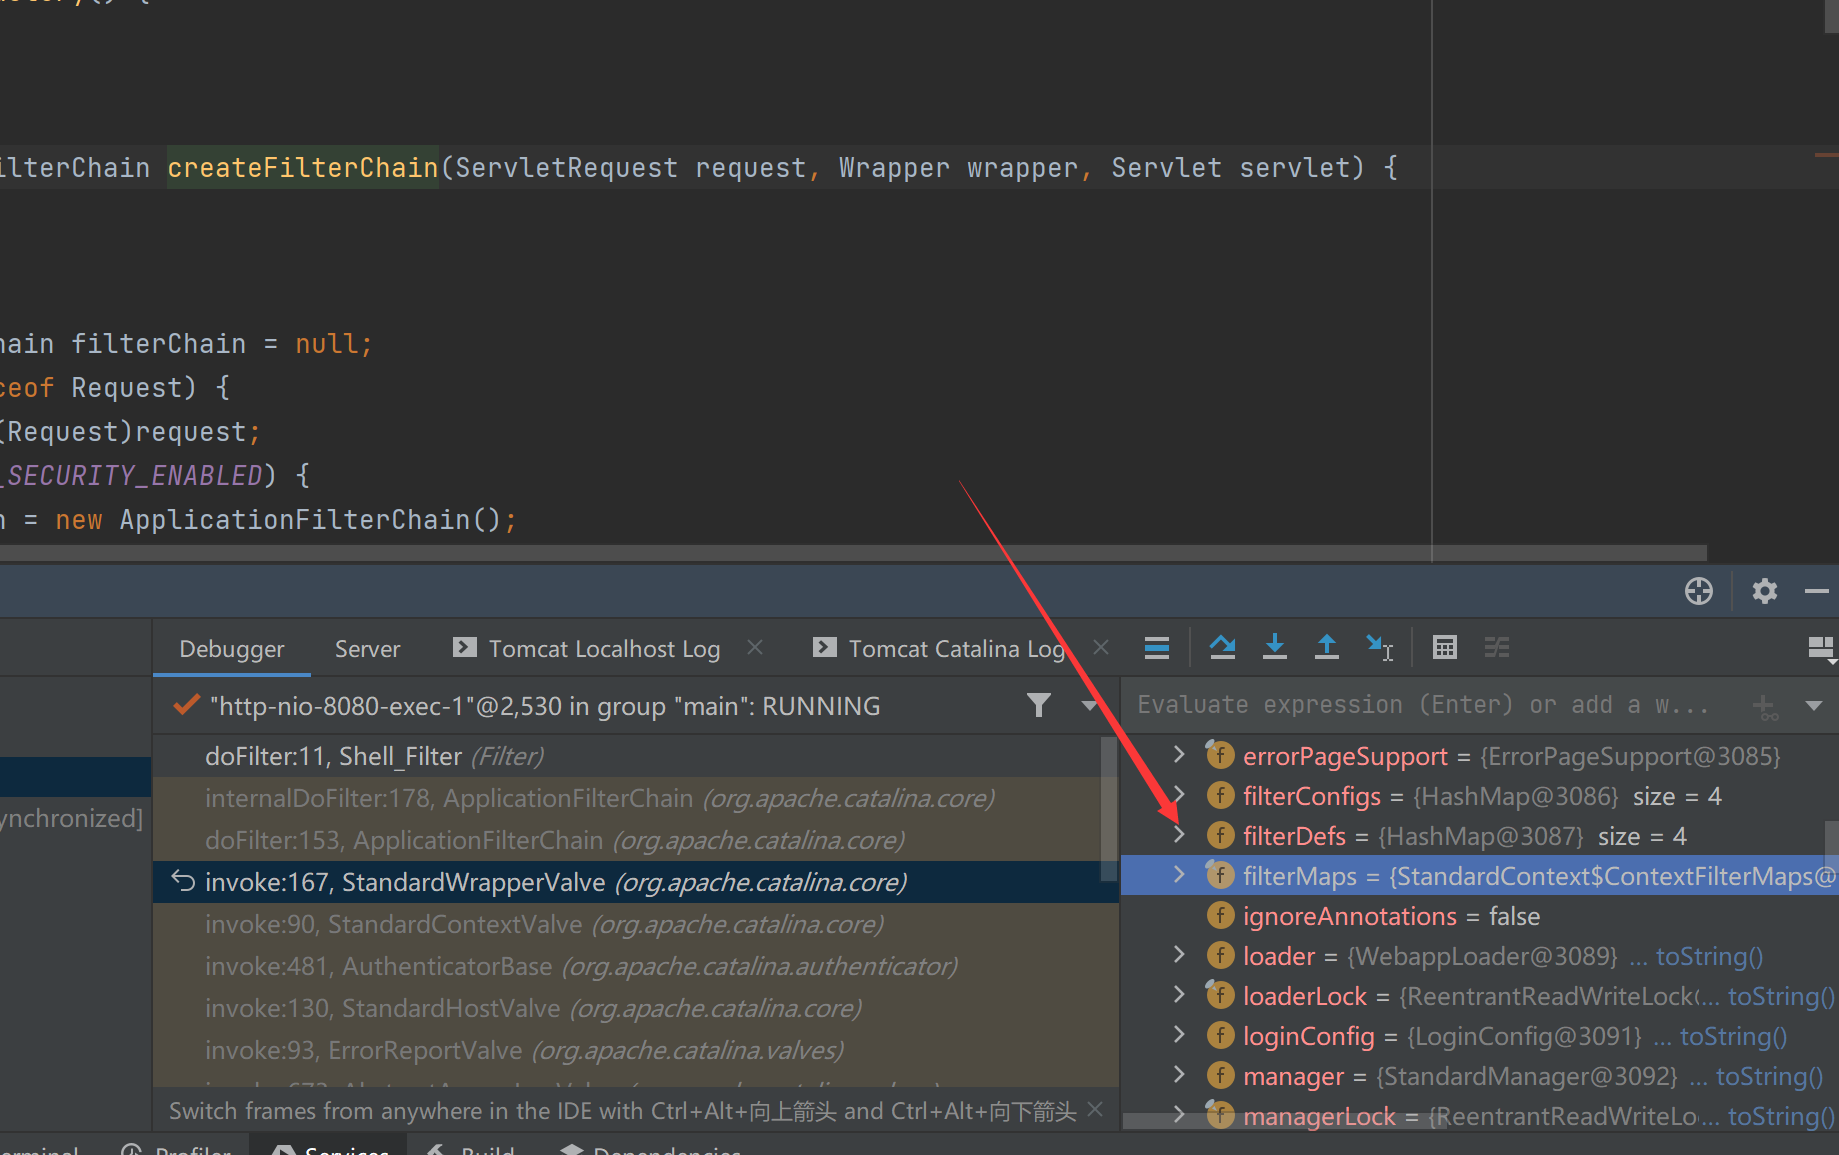 ilterChain createFilterChain(ServletRequest request, Wrapper wrapper, Servlet servlet) {
hain filterChain = null;
ceof Request) {
(Request)request;
_SECURITY_ENABLED) {
n = new ApplicationFilterChain();
Debugger Server Tomcat Localhost Log Tomcat Catalina Log
"http-nio-8080-exec-1"@2,530 in group "main": RUNNING
Evaluate expression (Enter) or add a w...
doFilter:11, Shell_Filter (Filter)
internalDoFilter:178, ApplicationFilterChain (org.apache.catalina.core)
ynchronized]
doFilter:153, ApplicationFilterChain (org.apache.catalina.core)
invoke:167, StandardWrapperValve (org.apache.catalina.core)
invoke:90, StandardContextValve (org.apache.catalina.core)
invoke:481, AuthenticatorBase (org.apache.catalina.authenticator)
invoke:130, StandardHostValve (org.apache.catalina.core)
invoke:93, ErrorReportValve (org.apache.catalina.valves)
Switch frames from anywhere in the IDE with Ctrl+Alt+向上箭头 and Ctrl+Alt+向下箭头
errorPageSupport = {ErrorPageSupport@3085}
filterConfigs = {HashMap@3086} size = 4
filterDefs = {HashMap@3087} size = 4
filterMaps = {StandardContext$ContextFilterMaps@
ignoreAnnotations = false
loader = {WebappLoader@3089} ... toString()
loaderLock = {ReentrantReadWriteLock... toString()
loginConfig = {LoginConfig@3091} ... toString()
manager = {StandardManager@3092} ... toString()
managerLock = {ReentrantReadWriteLo... toString()
erminal Profiler Services Build Dependencies